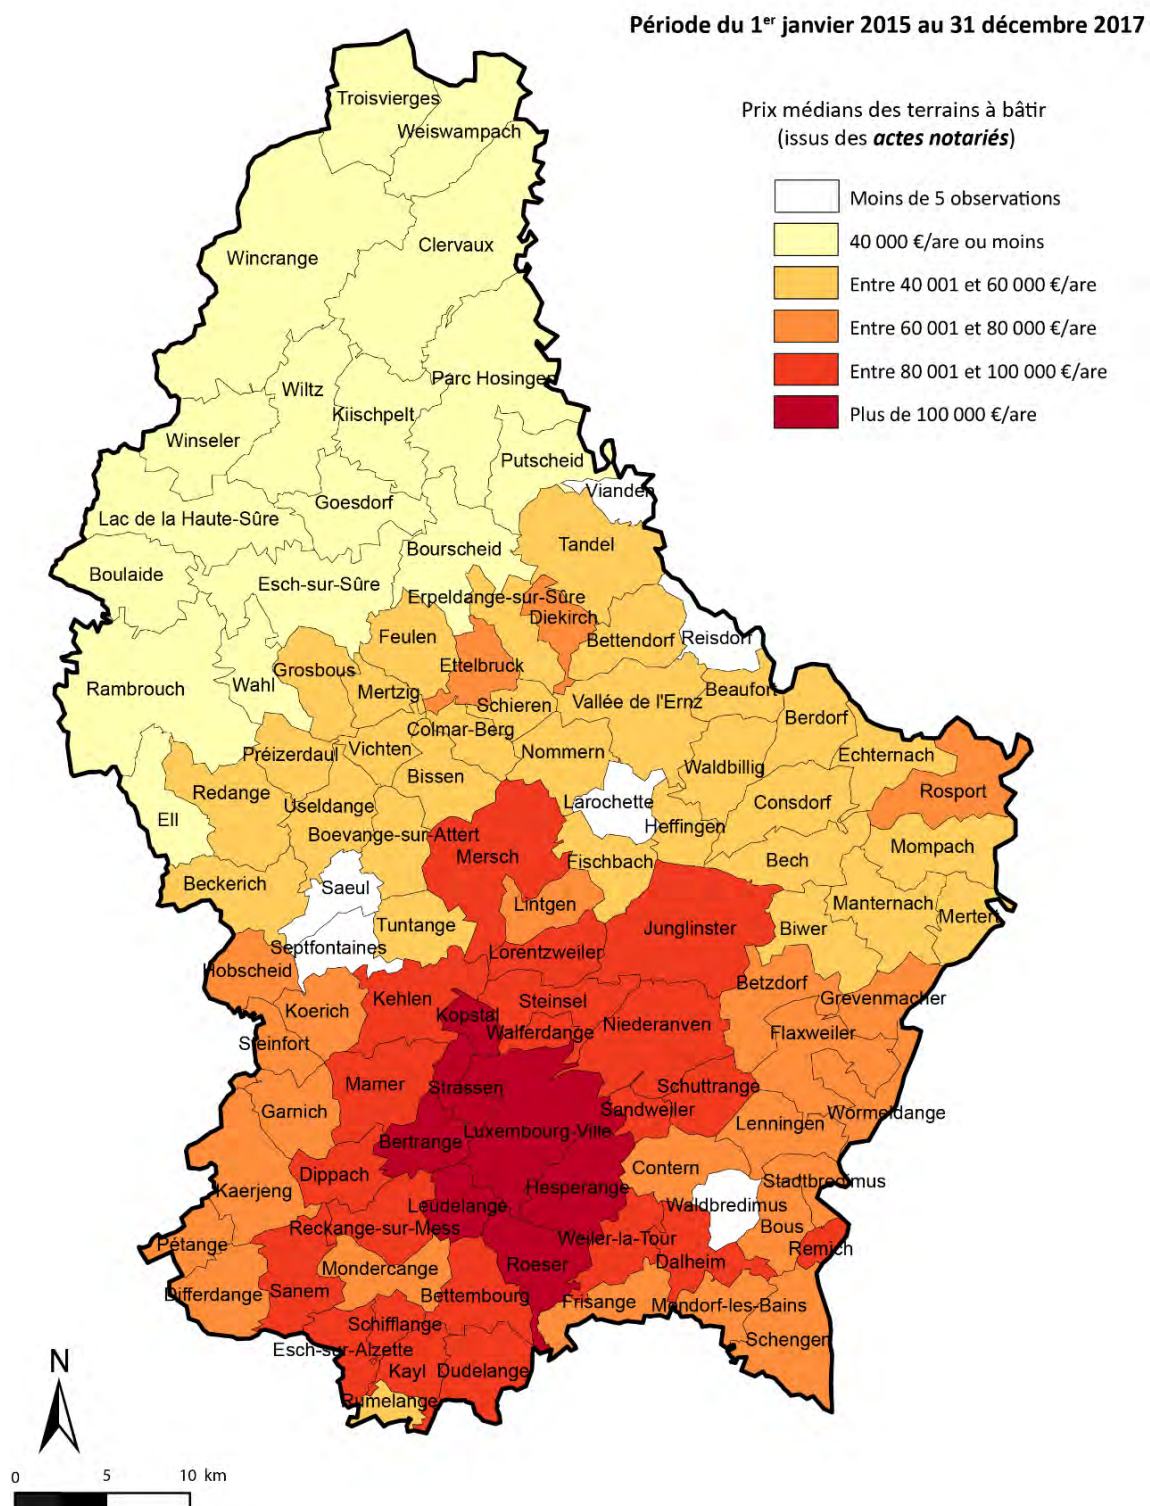 Période du 1er janvier 2015 au 31 décembre 2017
Prix médians des terrains à bâtir
(issus des actes notariés)
Moins de 5 observations
40 000 €/are ou moins
Entre 40 001 et 60 000 €/are
Entre 60 001 et 80 000 €/are
Entre 80 001 et 100 000 €/are
Plus de 100 000 €/are
Troisvierges
Weiswampach
Clervaux
Wincrange
Parc Hosingen
Wiltz
Kiischpelt
Winseler
Putscheid
Vianden
Goesdorf
Lac de la Haute-Sûre
Tandel
Bourscheid
Boulaide
Esch-sur-Sûre
Erpeldange-sur-Sûre
Diekirch
Feulen
Bettendorf
Reisdorf
Ettelbruck
Grosbous
Wahl
Rambrouch
Mertzig
Beaufort
Vallée de l'Ernz
Schieren
Berdorf
Colmar-Berg
Vichten
Préizerdaul
Nommern
Echternach
Waldbillig
Bissen
Redange
Rosport
Useldange
Larochette
Consdorf
Ell
Heffingen
Boevange-sur-Attert
Mompach
Mersch
Eischbach
Bech
Beckerich
Saeul
Lintgen
Manternach
Mertert
Tuntange
Junglinster
Biwer
Septfontaines
Lorentzweiler
Hobscheid
Betzdorf
Kehlen
Grevenmacher
Steinsel
Koerich
Kopstal
Niederanven
Walferdange
Flaxweiler
Steinfort
Mamer
Strassen
Schuttrange
Garnich
Sandweiler
Wormeldange
Lenningen
Luxembourg-Ville
Bertrange
Contern
Dippach
Stadtbredimus
Kaerjeng
Hesperange
Leudelange
Waldbredimus
Reckange-sur-Mess
Bous
Weiler-la-Tour
Pétange
Remich
Dalheim
Roeser
Mondercange
Sanem
Differdange
Bettembourg
Frisange
Mondorf-les-Bains
Schifflange
Schengen
Esch-sur-Alzette
Kayl
Dudelange
Rumelange
N
0 5 10 km